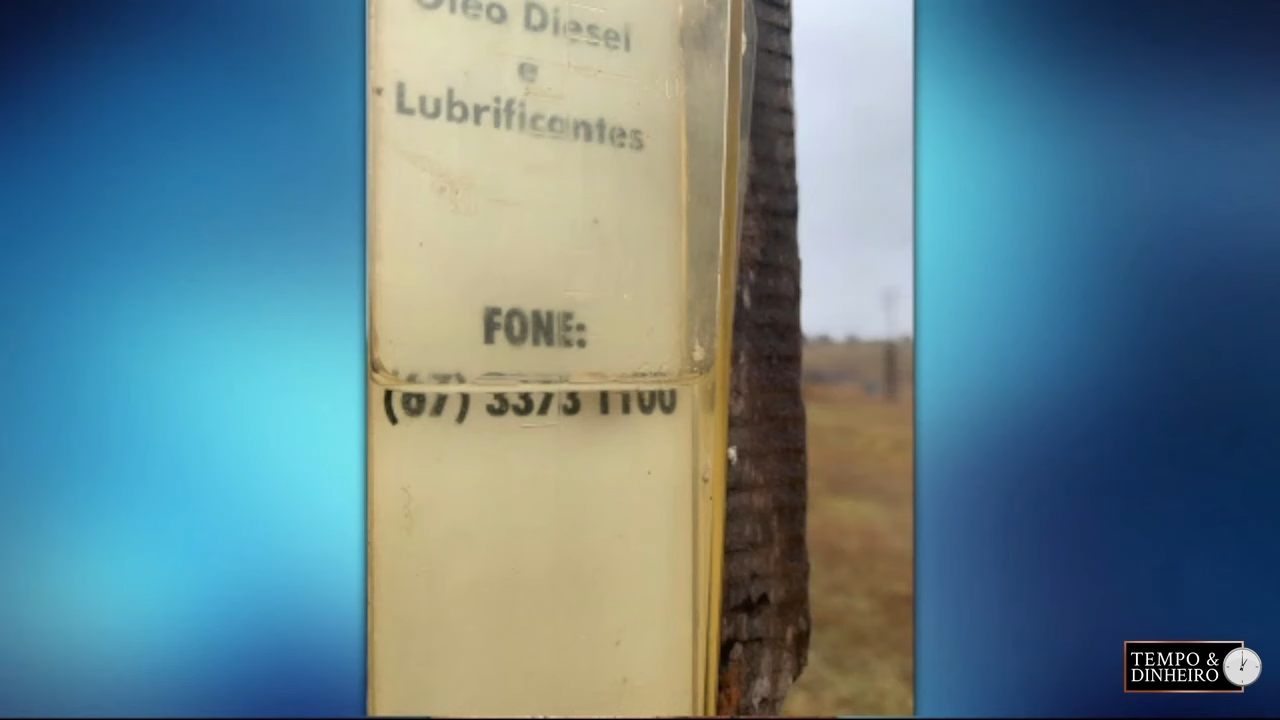 Óleo Diesel
e
Lubrificantes
FONE:
(67) 3373 1100
TEMPO &
DINHEIRO